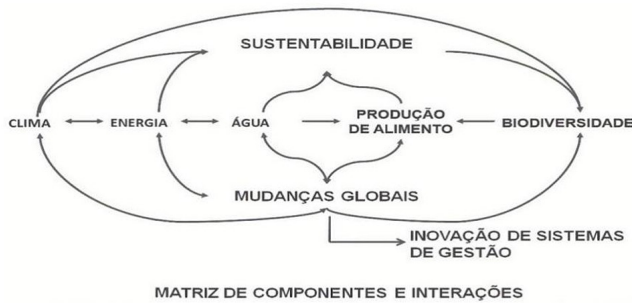 SUSTENTABILIDADE
CLIMA
ENERGIA
ÁGUA
PRODUÇÃO
DE ALIMENTO
BIODIVERSIDADE
MUDANÇAS GLOBAIS
INOVAÇÃO DE SISTEMAS
DE GESTÃO
MATRIZ DE COMPONENTES E INTERAÇÕES